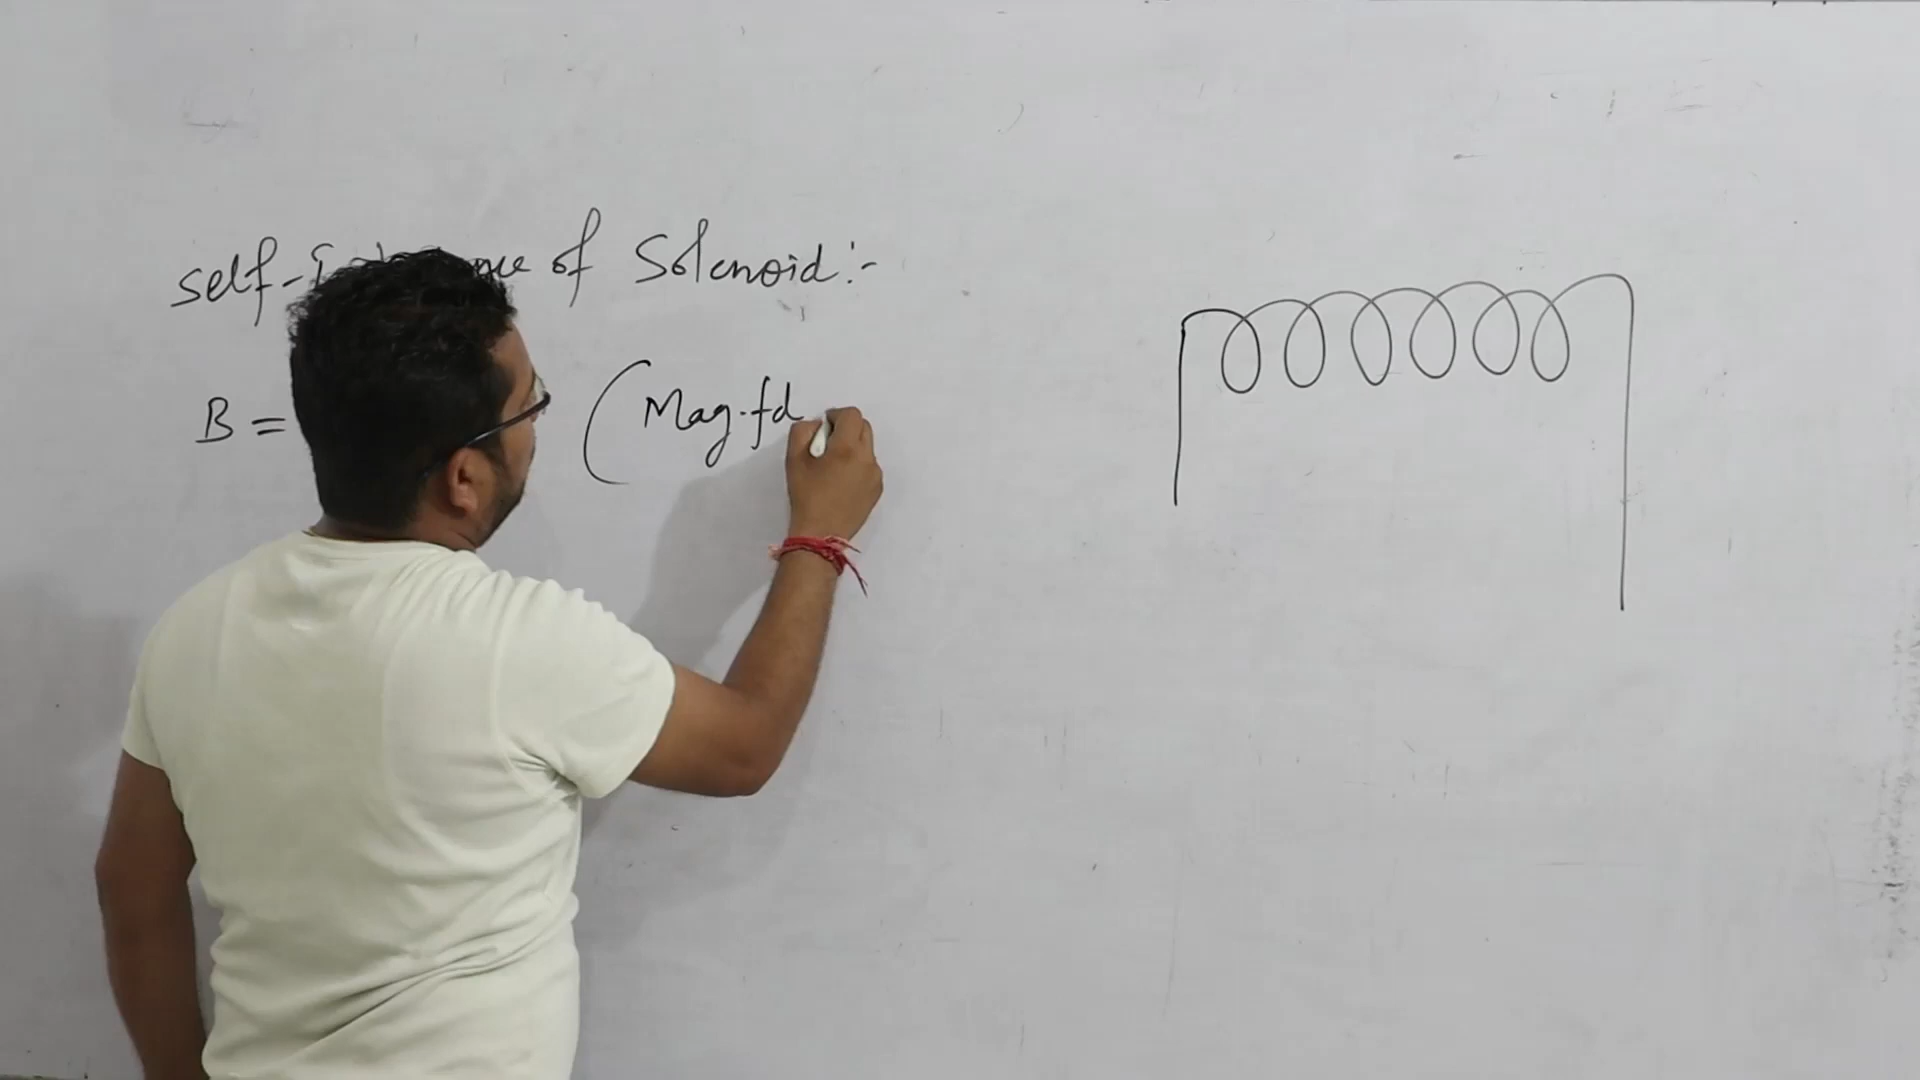 self- of Solenoid:-
B = ( Mag. fd